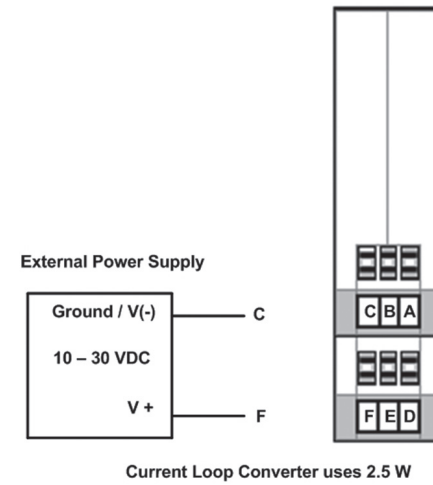 External Power Supply
Ground / V(-)
C
C B A
10 – 30 VDC
V +
F
F E D
Current Loop Converter uses 2.5 W